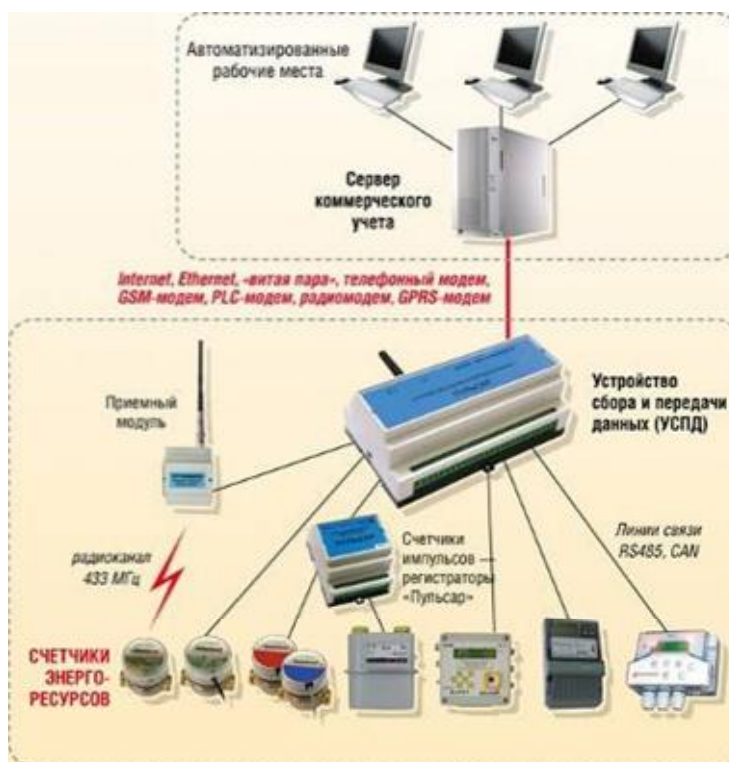 Автоматизированные
рабочие места
Сервер
коммерческого
учета
Internet, Ethernet, «витая пара», телефонный модем,
GSM-модем, PLC-модем, радиомодем, GPRS-модем
Приемный
модуль
Устройство
сбора и передачи
данных (УСПД)
ПУЛЬСАР
радиоканал
433 МГц
Счетчики
импульсов —
регистраторы
«Пульсар»
Линии связи
RS485, CAN
СЧЕТЧИКИ
ЭНЕРГО-
РЕСУРСОВ